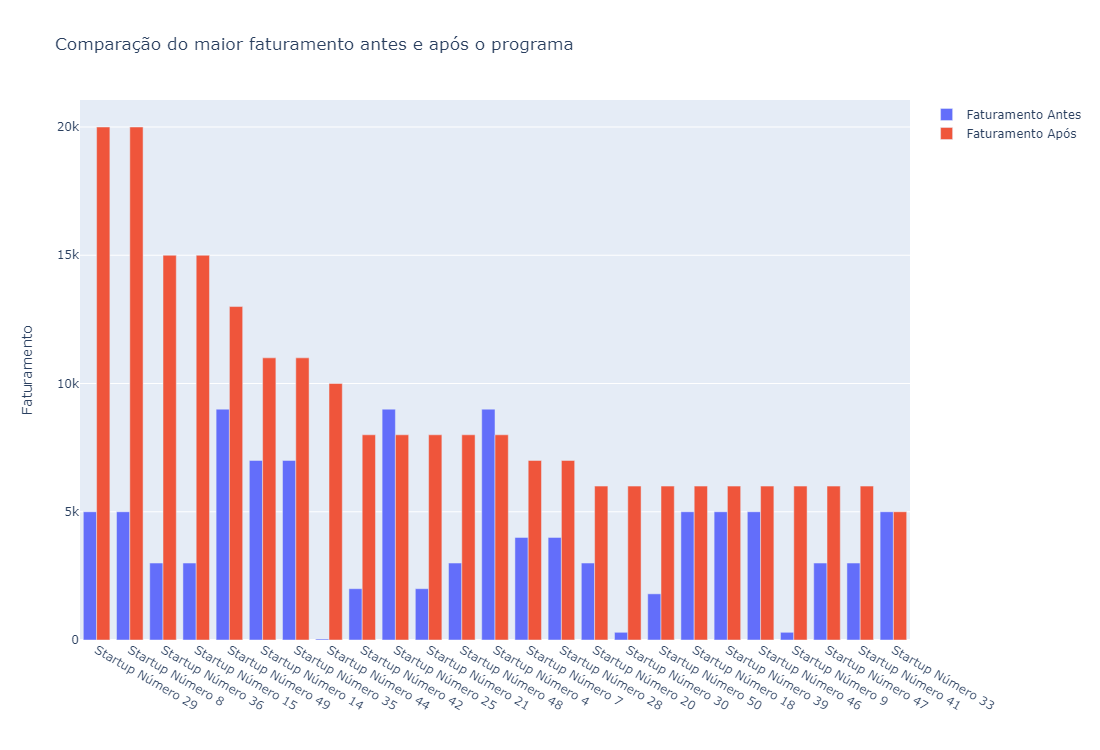 Comparação do maior faturamento antes e após o programa
Faturamento Antes
Faturamento Após
Faturamento
20k
15k
10k
5k
0
Startup Número 29
Startup Número 8
Startup Número 36
Startup Número 15
Startup Número 49
Startup Número 14
Startup Número 35
Startup Número 44
Startup Número 42
Startup Número 25
Startup Número 21
Startup Número 48
Startup Número 4
Startup Número 7
Startup Número 28
Startup Número 20
Startup Número 30
Startup Número 50
Startup Número 18
Startup Número 39
Startup Número 46
Startup Número 9
Startup Número 47
Startup Número 41
Startup Número 33